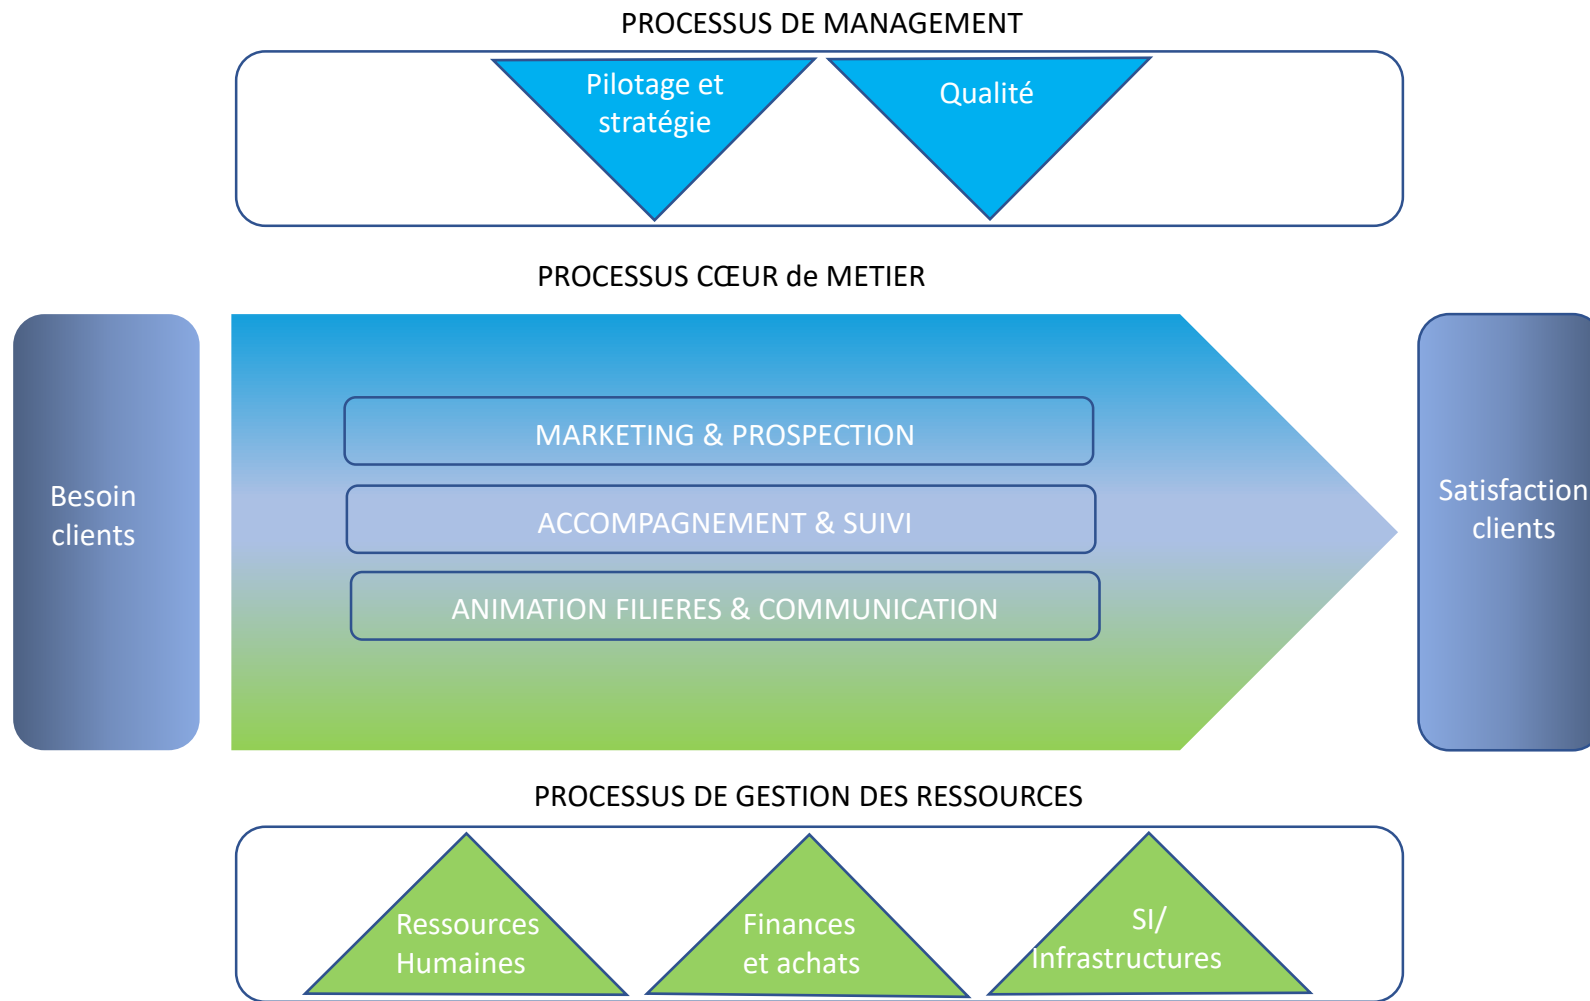 PROCESSUS DE MANAGEMENT
Pilotage et
stratégie
Qualité
PROCESSUS CŒUR de METIER
Besoin
clients
MARKETING & PROSPECTION
ACCOMPAGNEMENT & SUIVI
ANIMATION FILIERES & COMMUNICATION
Satisfaction
clients
PROCESSUS DE GESTION DES RESSOURCES
Ressources
Humaines
Finances
et achats
SI/
Infrastructures